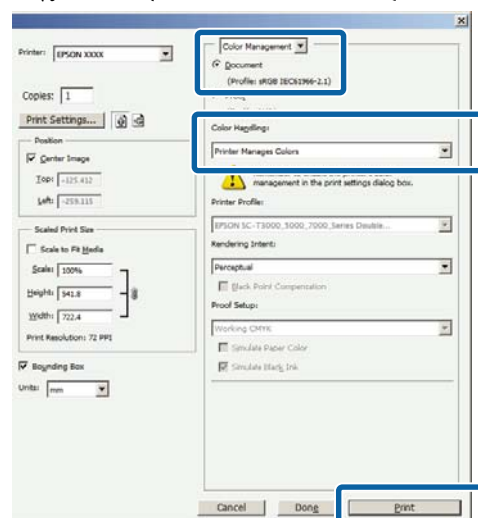 Printer: EPSON XXXX
Copies: 1
Print Settings...
Position
Center Image
Top: -125.412
Left: -259.115
Scaled Print Size
Scale to Fit Media
Scale: 100%
Height: 541.8
Width: 722.4
Print Resolution: 72 PPI
Bounding Box
Units: mm
Color Management
Document
(Profile: sRGB IEC61966-2.1)
Color Handling:
Printer Manages Colors
management in the print settings dialog box.
Printer Profile:
EPSON SC-T3000_5000_7000_Series Double...
Rendering Intent:
Perceptual
Black Point Compensation
Proof Setup:
Working CMYK
Simulate Paper Color
Simulate Black Ink
Cancel
Done
Print